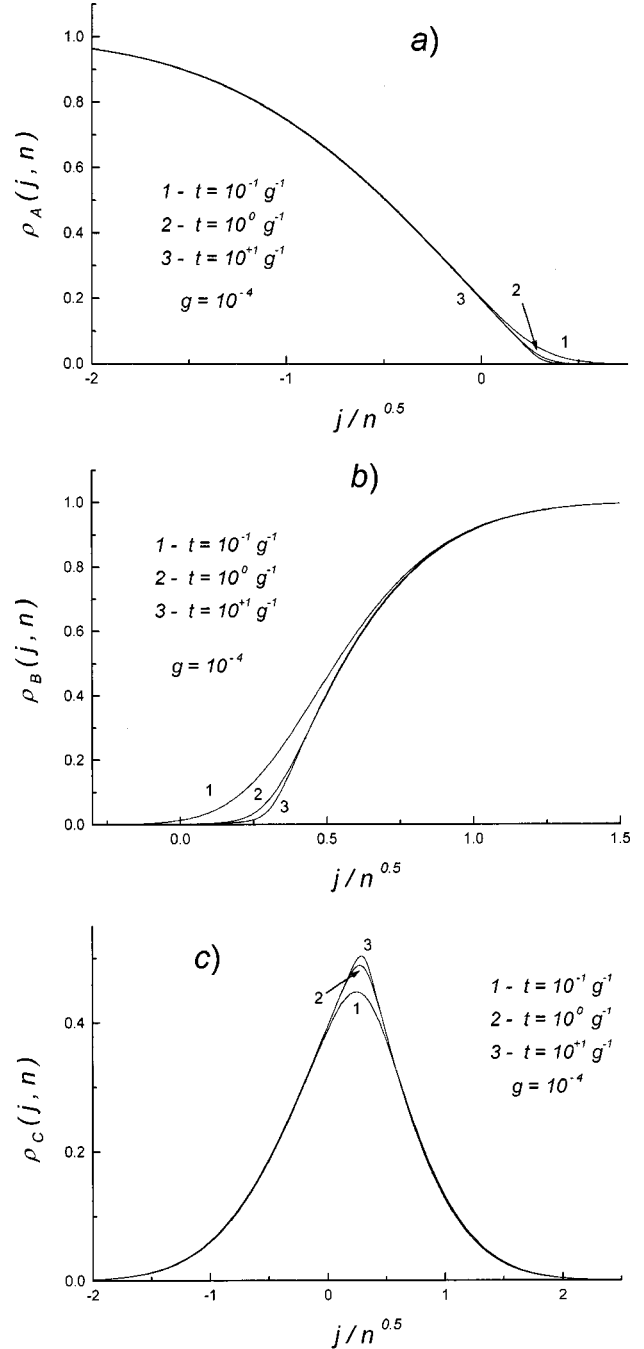 a)
1.0
0.8
0.6
0.4
0.2
0.0
ρ_A (j, n)
1 - t = 10^-1 g^-1
2 - t = 10^0 g^-1
3 - t = 10^+1 g^-1
g = 10^-4
3
2
1
-2
-1
0
j / n^0.5
b)
1.0
0.8
0.6
0.4
0.2
0.0
ρ_B (j, n)
1 - t = 10^-1 g^-1
2 - t = 10^0 g^-1
3 - t = 10^+1 g^-1
g = 10^-4
1
2
3
0.0
0.5
1.0
1.5
j / n^0.5
c)
0.4
0.2
0.0
ρ_C (j, n)
3
2
1
1 - t = 10^-1 g^-1
2 - t = 10^0 g^-1
3 - t = 10^+1 g^-1
g = 10^-4
-2
-1
0
1
2
j / n^0.5